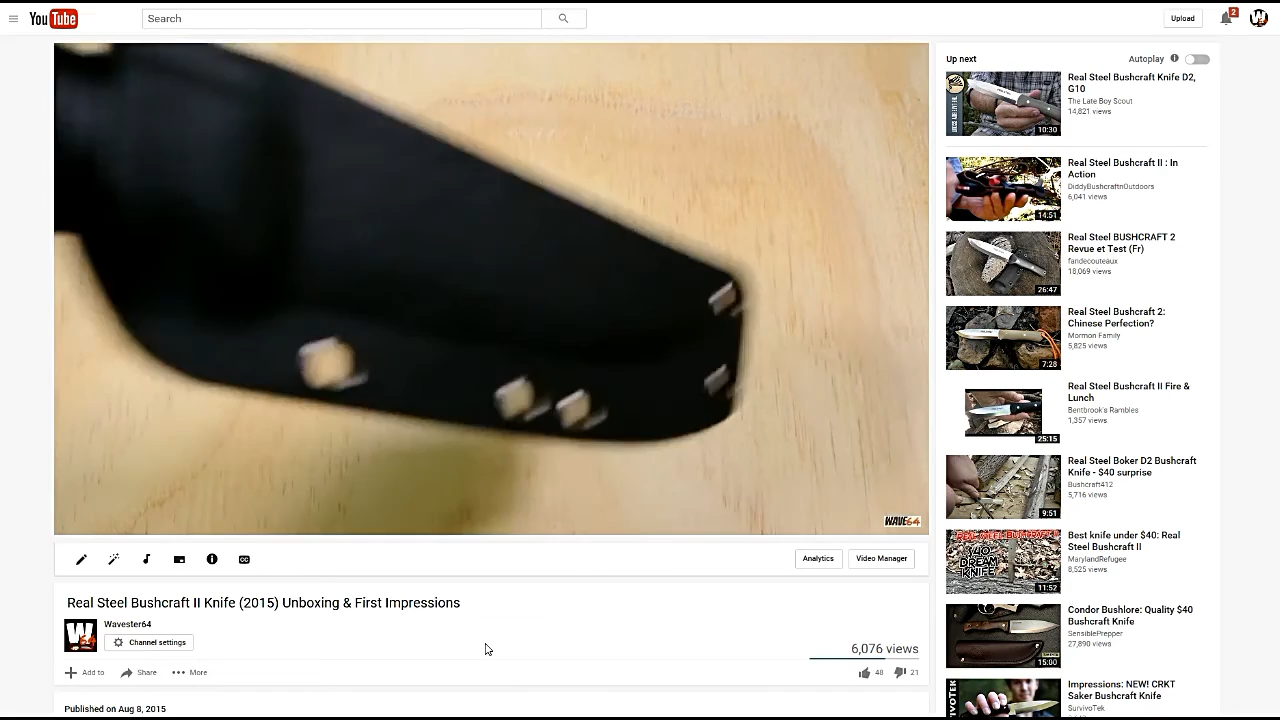 YouTube
Search
Upload
2
WAVE64
Analytics
Video Manager
Real Steel Bushcraft II Knife (2015) Unboxing & First Impressions
Wavester64
Channel settings
6,076 views
Add to
Share
More
48
21
Published on Aug 8, 2015
Up next
Autoplay
Real Steel Bushcraft Knife D2,
G10
The Late Boy Scout
14,821 views
10:30
Real Steel Bushcraft II : In
Action
DiddyBushcraftnOutdoors
6,041 views
14:51
Real Steel BUSHCRAFT 2
Revue et Test (Fr)
fandecouteaux
18,069 views
26:47
Real Steel Bushcraft 2:
Chinese Perfection?
Mormon Family
5,825 views
7:28
Real Steel Bushcraft II Fire &
Lunch
Bentbrook's Rambles
1,357 views
25:15
Real Steel Boker D2 Bushcraft
Knife - $40 surprise
Bushcraft412
5,716 views
9:51
Best knife under $40: Real
Steel Bushcraft II
MarylandRefugee
8,525 views
REAL STEEL BUSHCRAFT II
$40
DREAM
KNIFE
11:52
Condor Bushlore: Quality $40
Bushcraft Knife
SensiblePrepper
27,890 views
15:00
Impressions: NEW! CRKT
Saker Bushcraft Knife
SurvivoTek